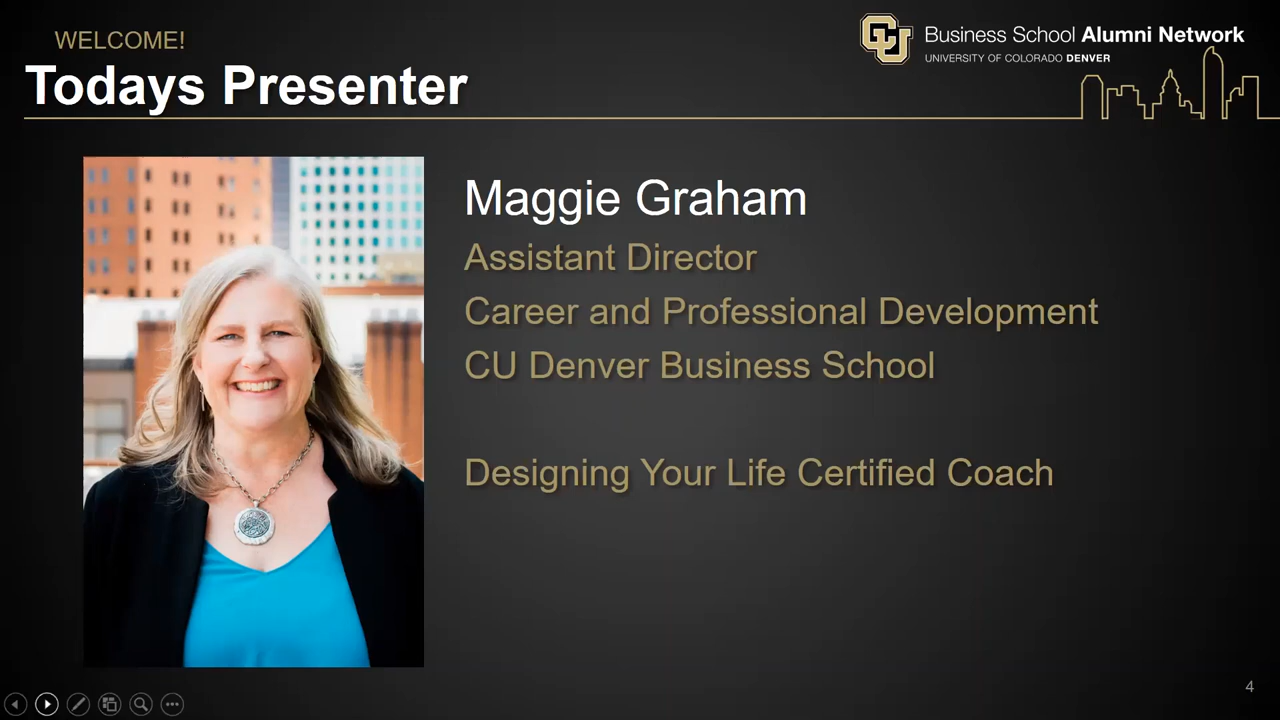 WELCOME!
Todays Presenter
CU
Business School Alumni Network
UNIVERSITY OF COLORADO DENVER
Maggie Graham
Assistant Director
Career and Professional Development
CU Denver Business School
Designing Your Life Certified Coach
4